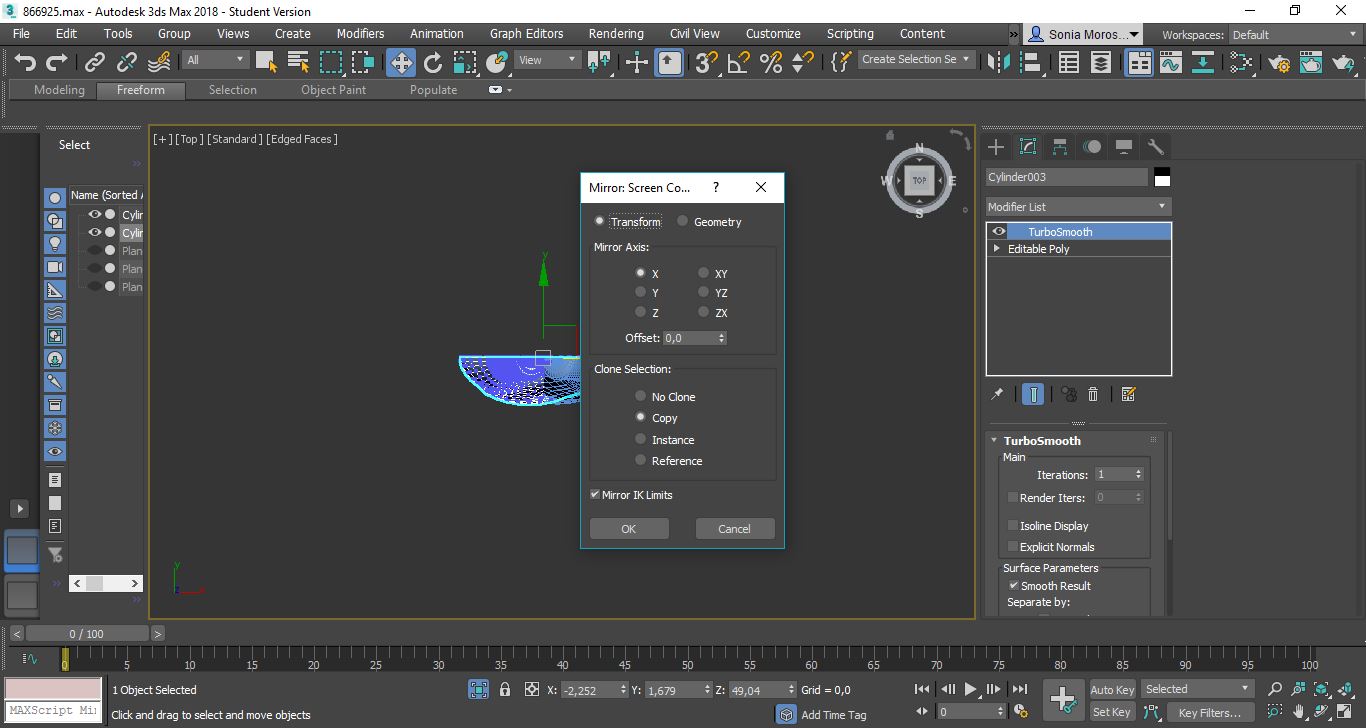 866925.max - Autodesk 3ds Max 2018 - Student Version
File Edit Tools Group Views Create Modifiers Animation Graph Editors Rendering Civil View Customize Scripting Content » Sonia Moros... Workspaces: Default
All View 3 Create Selection Se
Modeling Freeform Selection Object Paint Populate
Select
Name (Sorted A
Cylin
Cylin
Plan
Plan
Plan
[+] [Top] [Standard] [Edged Faces]
N
W TOP E
S
y
y
z x
Mirror: Screen Co... ?
Transform Geometry
Mirror Axis:
X XY
Y YZ
Z ZX
Offset: 0,0
Clone Selection:
No Clone
Copy
Instance
Reference
Mirror IK Limits
OK Cancel
Cylinder003
Modifier List
TurboSmooth
Editable Poly
TurboSmooth
Main
Iterations: 1
Render Iters: 0
Isoline Display
Explicit Normals
Surface Parameters
Smooth Result
Separate by:
< 0 / 100 >
0 5 10 15 20 25 30 35 40 45 50 55 60 65 70 75 80 85 90 95 100
1 Object Selected X: -2,252 Y: 1,679 Z: 49,04 Grid = 0,0 Auto Key Selected
MAXScript Mi Click and drag to select and move objects Add Time Tag 0 Set Key Key Filters...